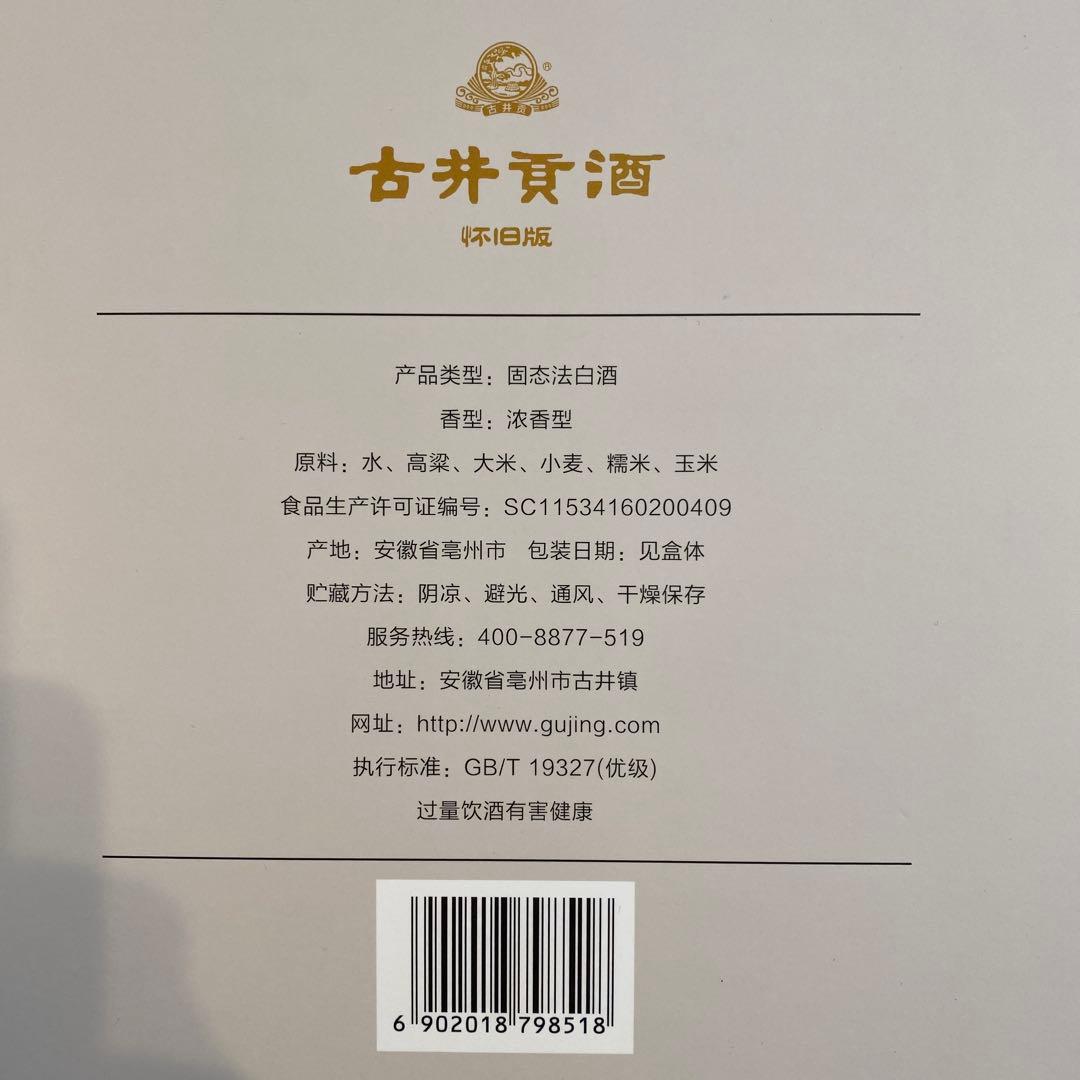 古井贡
®
古井贡酒
怀旧版
产品类型：固态法白酒
香型：浓香型
原料：水、高粱、大米、小麦、糯米、玉米
食品生产许可证编号：SC11534160200409
产地：安徽省亳州市 包装日期：见盒体
贮藏方法：阴凉、避光、通风、干燥保存
服务热线：400-8877-519
地址：安徽省亳州市古井镇
网址：http://www.gujing.com
执行标准：GB/T 19327(优级)
过量饮酒有害健康
6 902018 798518